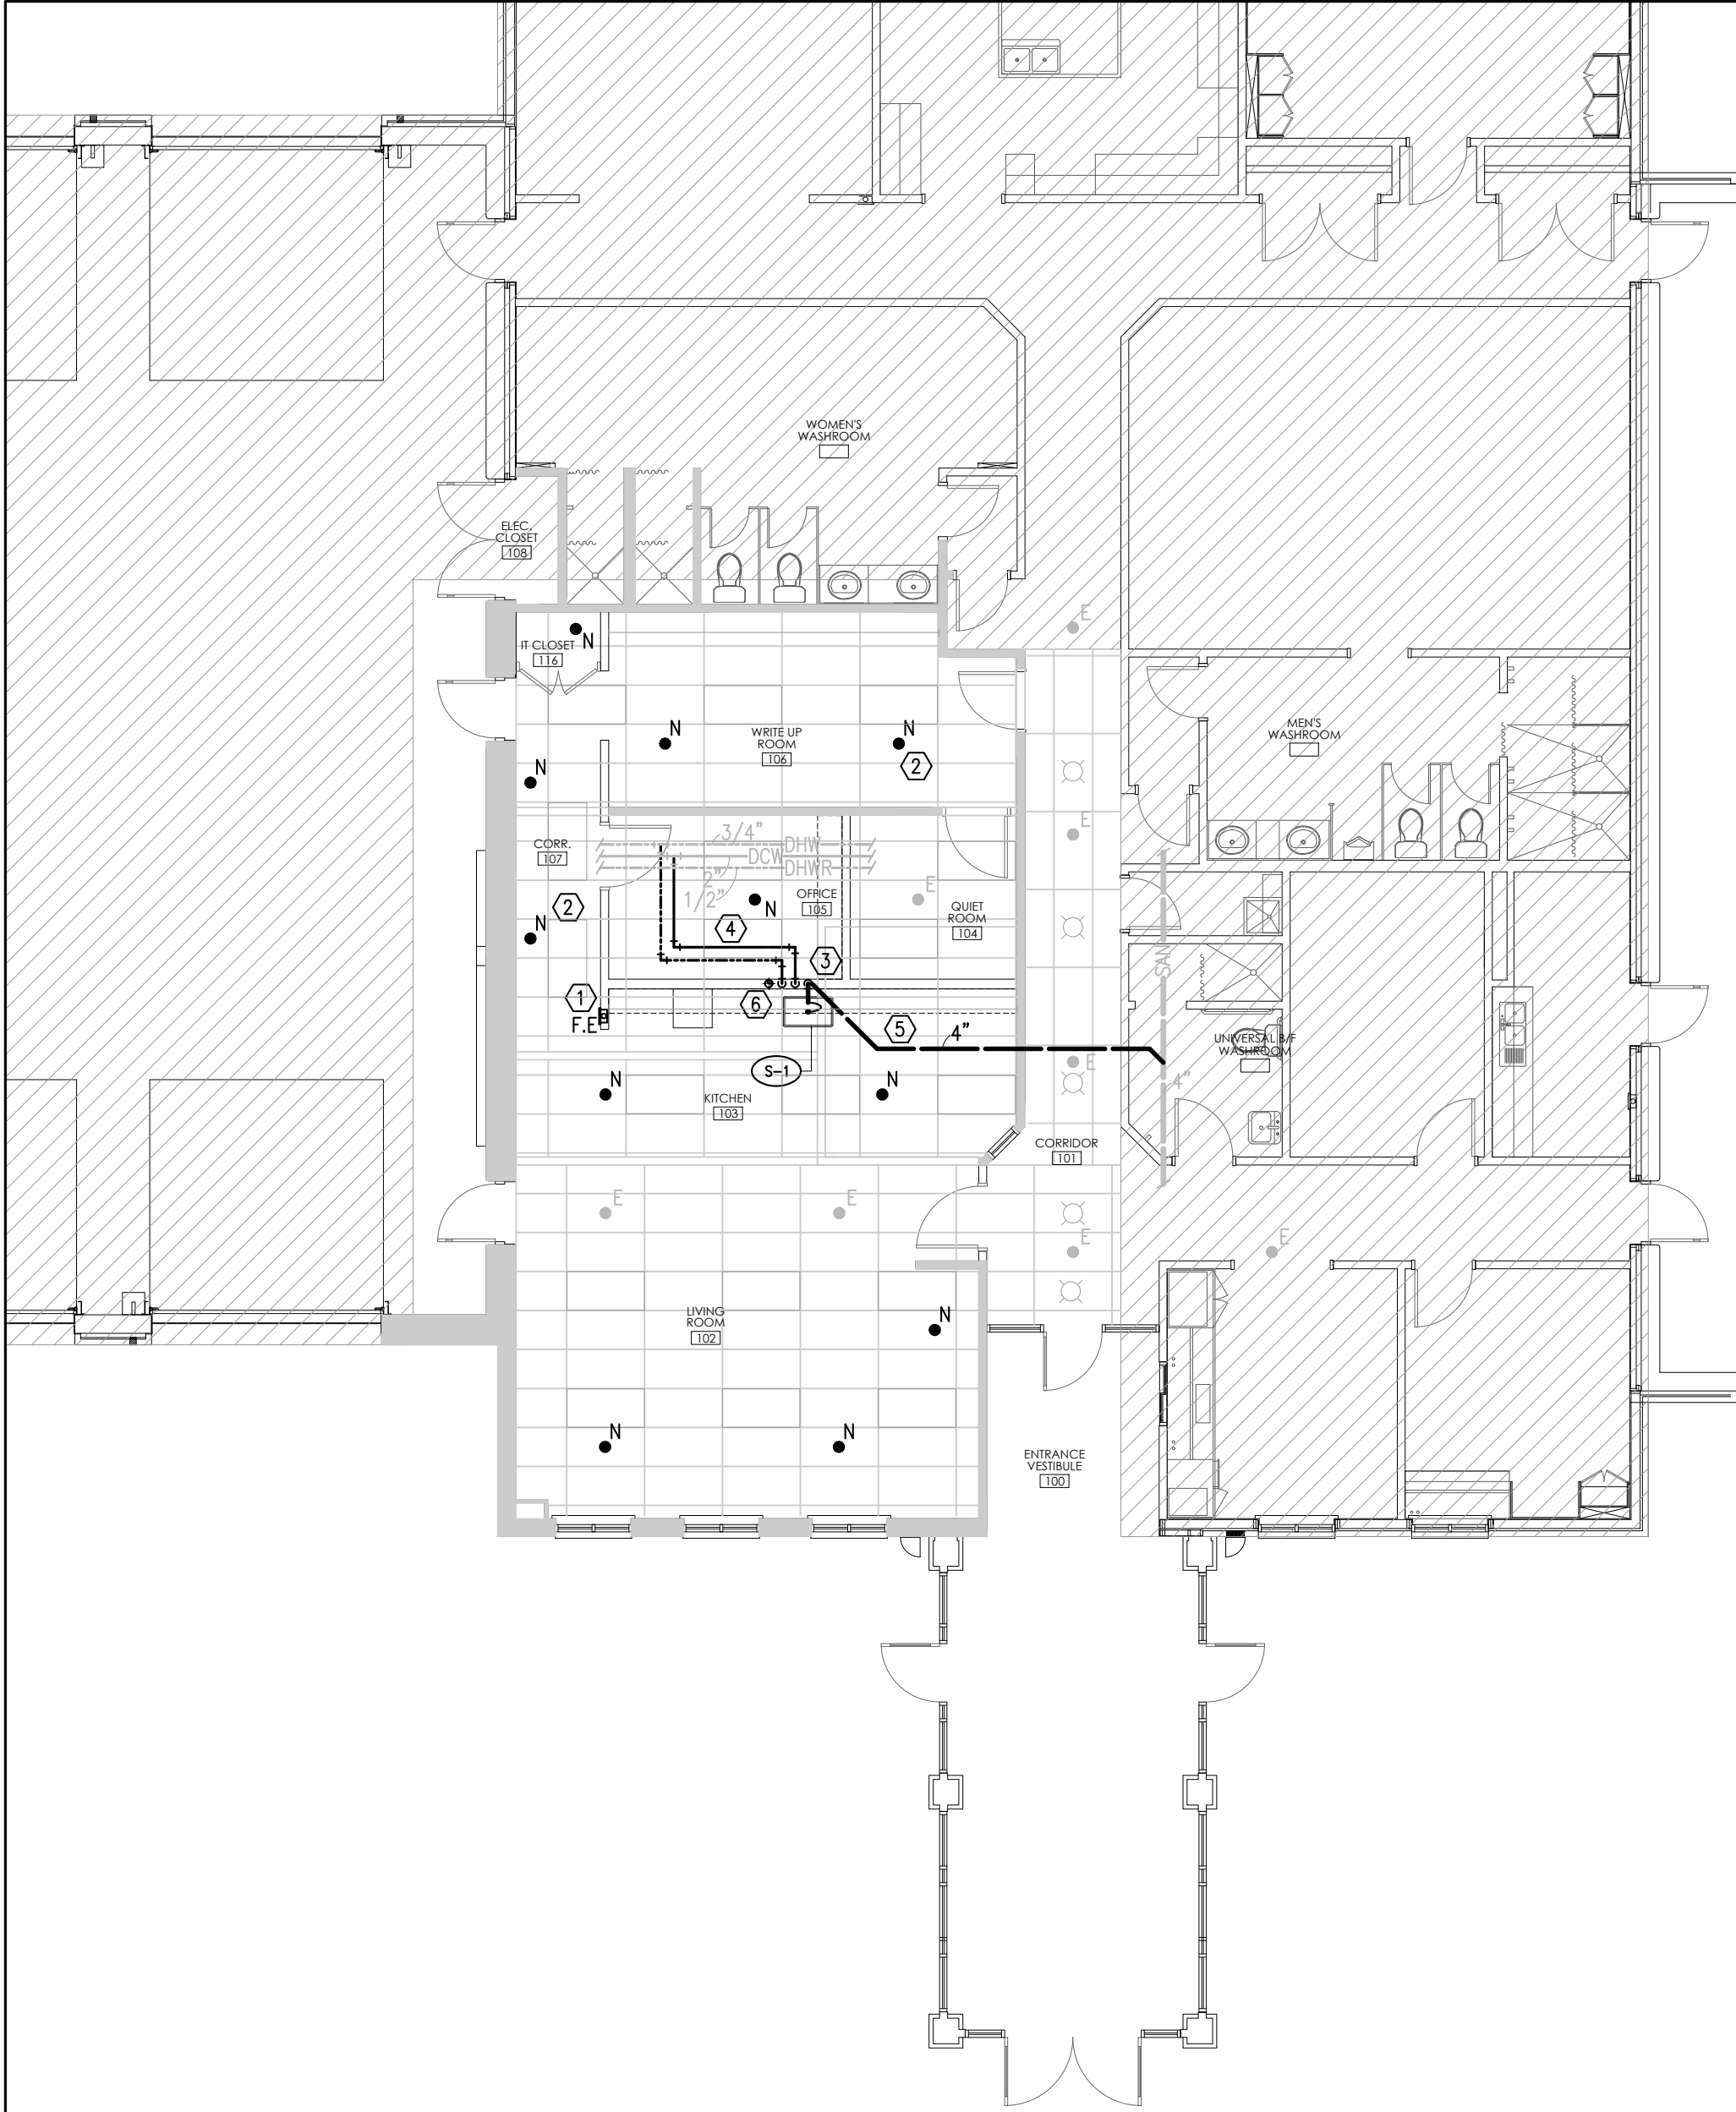 WOMEN'S
WASHROOM
ELEC.
CLOSET
108
E
N
IT CLOSET
116
N
N
WRITE UP
ROOM
106
2
MEN'S
WASHROOM
N
3/4"
DHW
CORR.
107
DCW
DHWR
2"
1/2"
E
E
OFFICE
105
N
2
QUIET
ROOM
104
N
4
3
SAN
1
6
F.E
5
4"
UNIVERSAL B/F
WASHROOM
S-1
E
4"
N
N
KITCHEN
103
CORRIDOR
101
E
E
E
E
LIVING
ROOM
102
N
N
N
ENTRANCE
VESTIBULE
100